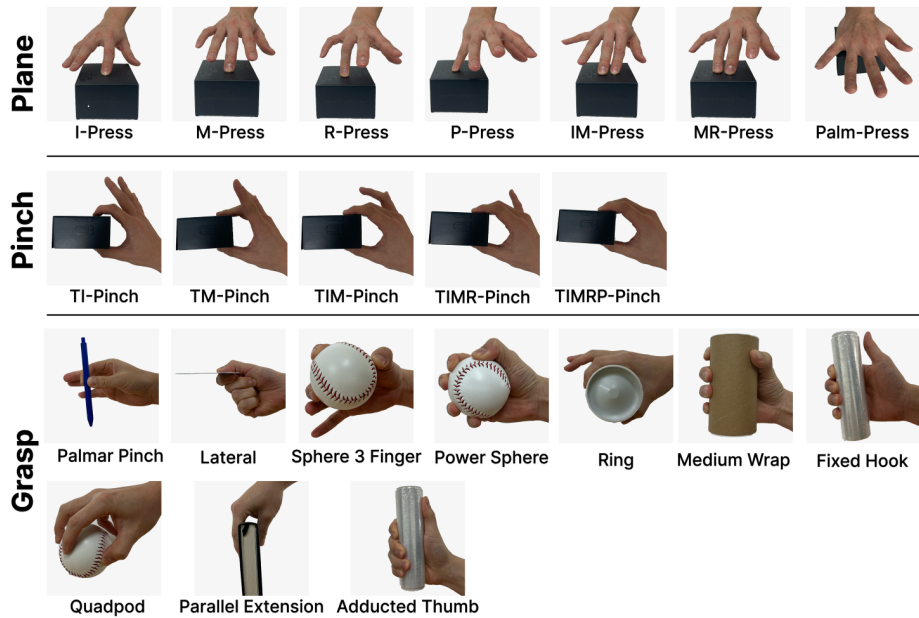 Plane
I-Press
M-Press
R-Press
P-Press
IM-Press
MR-Press
Palm-Press
Pinch
TI-Pinch
TM-Pinch
TIM-Pinch
TIMR-Pinch
TIMRP-Pinch
Grasp
Palmar Pinch
Lateral
Sphere 3 Finger
Power Sphere
Ring
Medium Wrap
Fixed Hook
Quadpod
Parallel Extension
Adducted Thumb